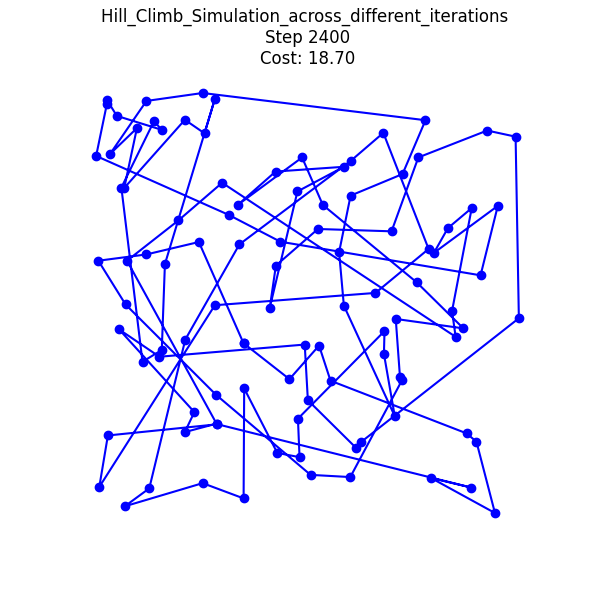 Hill_Climb_Simulation_across_different_iterations
Step 2400
Cost: 18.70